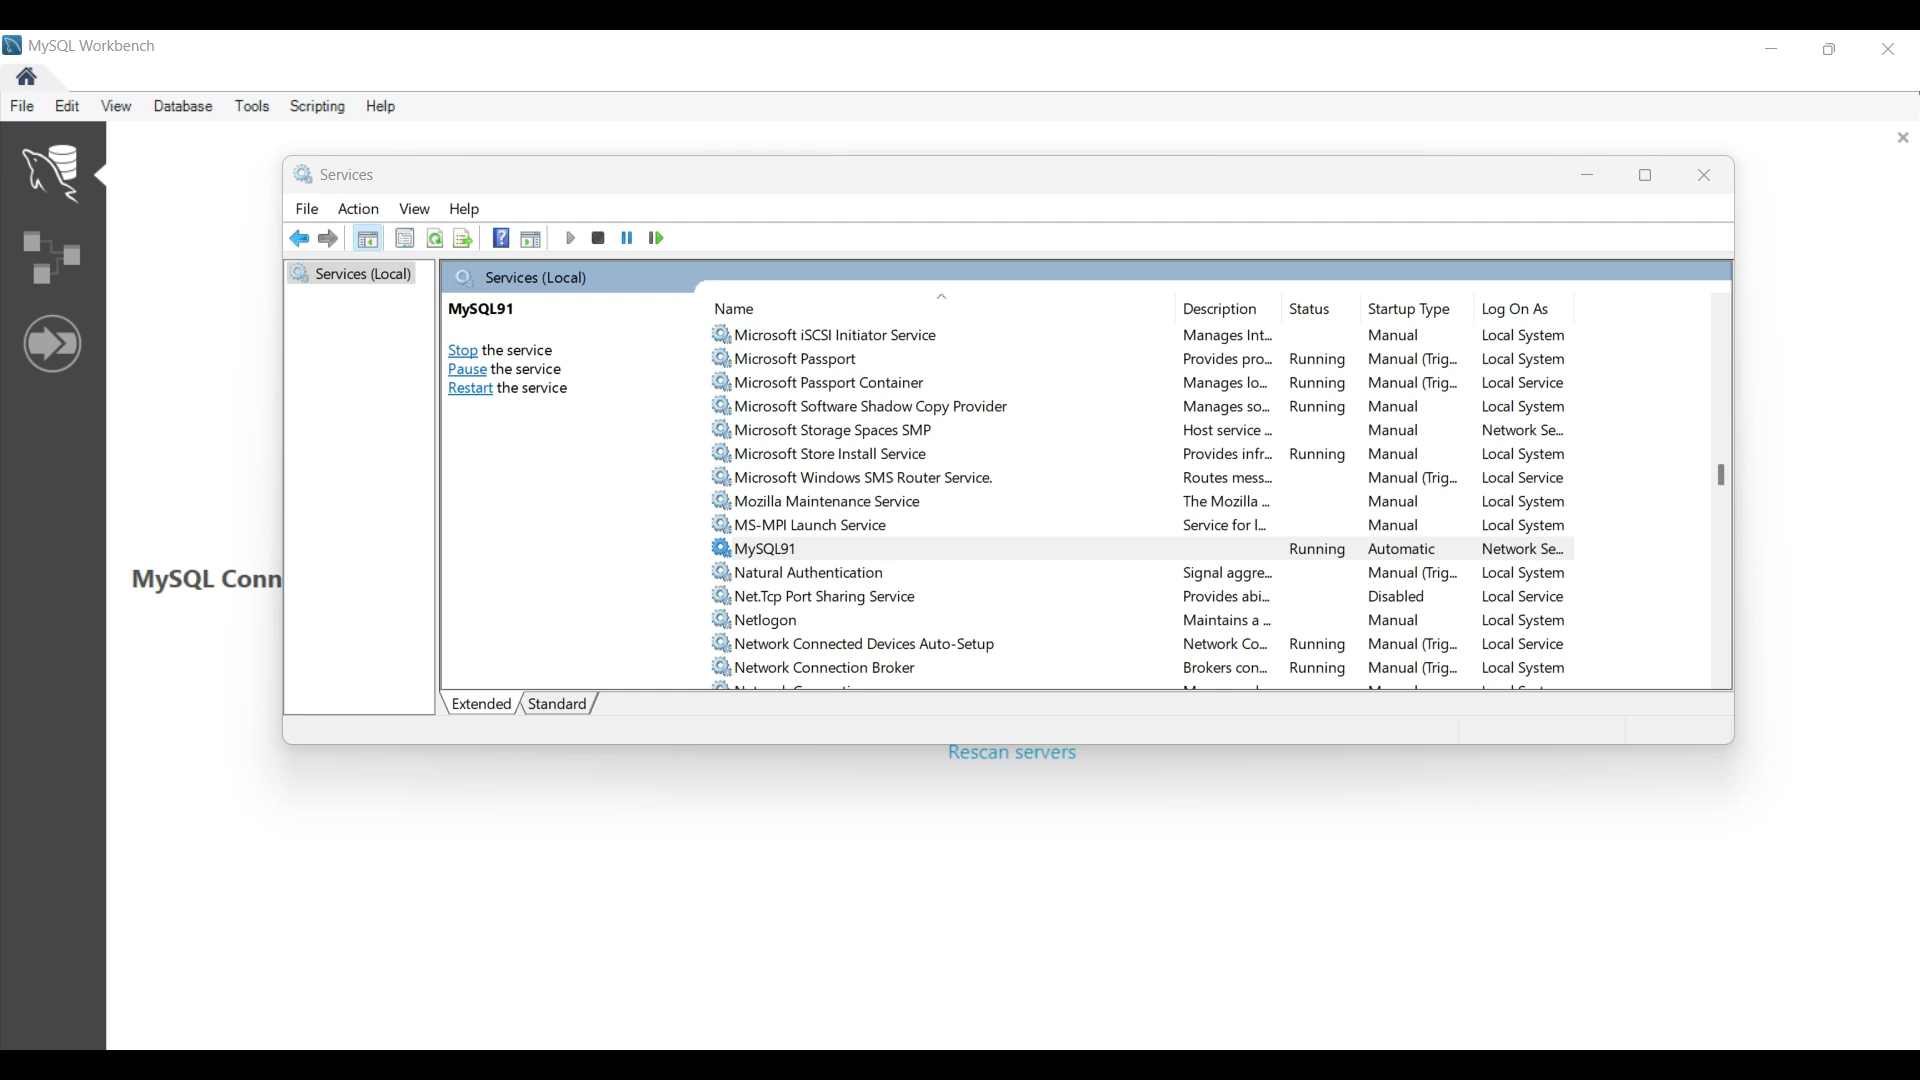 MySQL Workbench
File Edit View Database Tools Scripting Help
Services
File Action View Help
Services (Local)
Services (Local)
MySQL91
Stop the service
Pause the service
Restart the service
Name Description Status Startup Type Log On As
Microsoft iSCSI Initiator Service Manages Int... Manual Local System
Microsoft Passport Provides pro... Running Manual (Trig... Local System
Microsoft Passport Container Manages lo... Running Manual (Trig... Local Service
Microsoft Software Shadow Copy Provider Manages so... Running Manual Local System
Microsoft Storage Spaces SMP Host service ... Manual Network Se...
Microsoft Store Install Service Provides infr... Running Manual Local System
Microsoft Windows SMS Router Service. Routes mess... Manual (Trig... Local Service
Mozilla Maintenance Service The Mozilla ... Manual Local System
MS-MPI Launch Service Service for l... Manual Local System
MySQL91 Running Automatic Network Se...
Natural Authentication Signal aggre... Manual (Trig... Local System
Net.Tcp Port Sharing Service Provides abi... Disabled Local Service
Netlogon Maintains a ... Manual Local System
Network Connected Devices Auto-Setup Network Co... Running Manual (Trig... Local Service
Network Connection Broker Brokers con... Running Manual (Trig... Local System
Extended Standard
MySQL Conn
Rescan servers